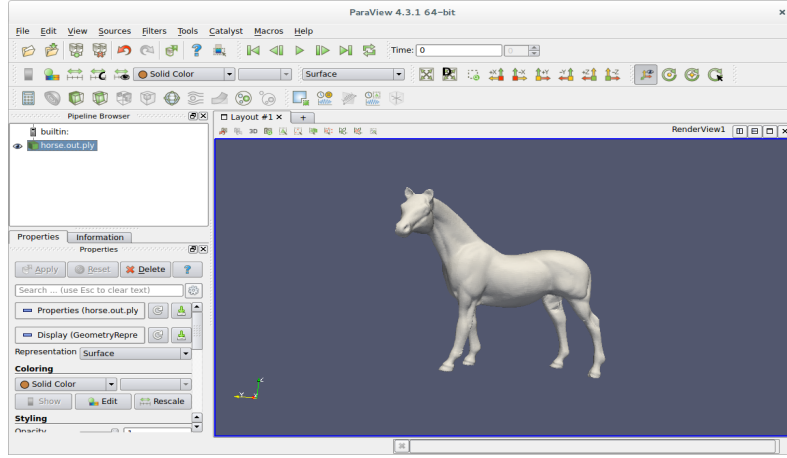 ParaView 4.3.1 64-bit
File Edit View Sources Filters Tools Catalyst Macros Help
Time: 0 0
Solid Color Surface
Pipeline Browser
Layout #1
builtin:
3D RenderView1
horse.out.ply
Properties Information
Properties
Apply Reset Delete ?
Search ... (use Esc to clear text)
Properties (horse.out.ply
Display (GeometryRepre
Representation Surface
Coloring
Solid Color
Show Edit Rescale
Styling
Opacity 1